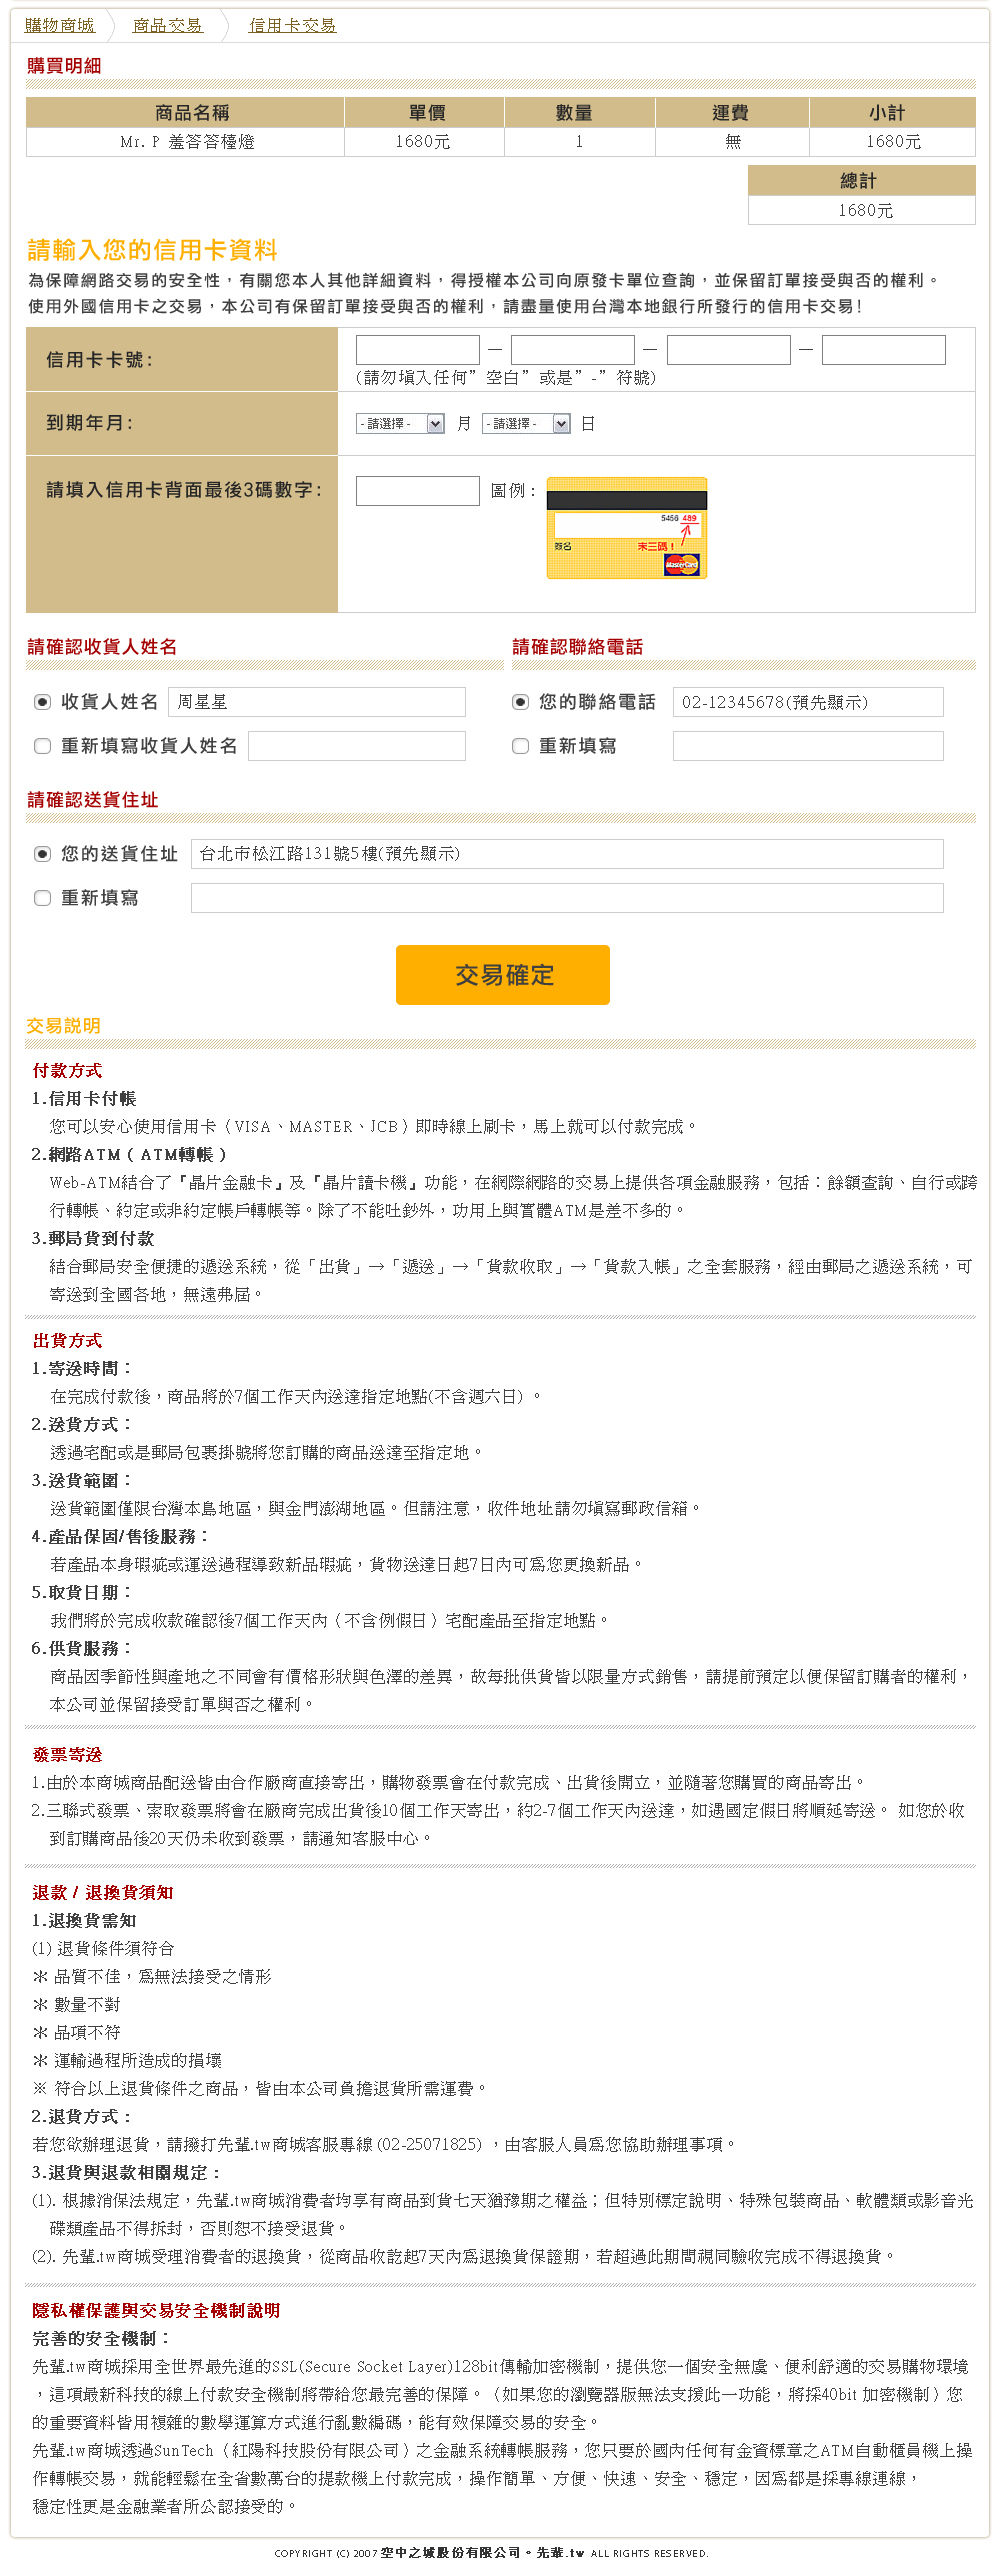 購物商城 商品交易 信用卡交易
購買明細
商品名稱 單價 數量 運費 小計
Mr. P 羞答答檯燈 1680元 1 無 1680元
總計
1680元
請輸入您的信用卡資料
為保障網路交易的安全性，有關您本人其他詳細資料，得授權本公司向原發卡單位查詢，並保留訂單接受與否的權利。
使用外國信用卡之交易，本公司有保留訂單接受與否的權利，請盡量使用台灣本地銀行所發行的信用卡交易！
信用卡卡號： — — —
(請勿填入任何”空白”或是”-”符號)
到期年月： - 請選擇 - 月 - 請選擇 - 日
請填入信用卡背面最後3碼數字： 圖例：
5456 489
簽名 末三碼！
MasterCard
請確認收貨人姓名 請確認聯絡電話
收貨人姓名 周星星 您的聯絡電話 02-12345678(預先顯示)
重新填寫收貨人姓名 重新填寫
請確認送貨住址
您的送貨住址 台北市松江路131號5樓(預先顯示)
重新填寫
交易確定
交易說明
付款方式
1.信用卡付帳
您可以安心使用信用卡（VISA、MASTER、JCB）即時線上刷卡，馬上就可以付款完成。
2.網路ATM（ATM轉帳）
Web-ATM結合了『晶片金融卡』及『晶片讀卡機』功能，在網際網路的交易上提供各項金融服務，包括：餘額查詢、自行或跨
行轉帳、約定或非約定帳戶轉帳等。除了不能吐鈔外，功用上與實體ATM是差不多的。
3.郵局貨到付款
結合郵局安全便捷的遞送系統，從「出貨」→「遞送」→「貨款收取」→「貨款入帳」之全套服務，經由郵局之遞送系統，可
寄送到全國各地，無遠弗屆。
出貨方式
1.寄送時間：
在完成付款後，商品將於7個工作天內送達指定地點(不含週六日) 。
2.送貨方式：
透過宅配或是郵局包裹掛號將您訂購的商品送達至指定地。
3.送貨範圍：
送貨範圍僅限台灣本島地區，與金門澎湖地區。但請注意，收件地址請勿填寫郵政信箱。
4.產品保固/售後服務：
若產品本身瑕疵或運送過程導致新品瑕疵，貨物送達日起7日內可為您更換新品。
5.取貨日期：
我們將於完成收款確認後7個工作天內（不含例假日）宅配產品至指定地點。
6.供貨服務：
商品因季節性與產地之不同會有價格形狀與色澤的差異，故每批供貨皆以限量方式銷售，請提前預定以便保留訂購者的權利，
本公司並保留接受訂單與否之權利。
發票寄送
1.由於本商城商品配送皆由合作廠商直接寄出，購物發票會在付款完成、出貨後開立，並隨著您購買的商品寄出。
2.三聯式發票、索取發票將會在廠商完成出貨後10個工作天寄出，約2-7個工作天內送達，如遇國定假日將順延寄送。 如您於收
到訂購商品後20天仍未收到發票，請通知客服中心。
退款 / 退換貨須知
1.退換貨需知
(1) 退貨條件須符合
＊ 品質不佳，為無法接受之情形
＊ 數量不對
＊ 品項不符
＊ 運輸過程所造成的損壞
※ 符合以上退貨條件之商品，皆由本公司負擔退貨所需運費。
2.退貨方式：
若您欲辦理退貨，請撥打先輩.tw商城客服專線 (02-25071825) ，由客服人員為您協助辦理事項。
3.退貨與退款相關規定：
(1). 根據消保法規定，先輩.tw商城消費者均享有商品到貨七天猶豫期之權益；但特別標定說明、特殊包裝商品、軟體類或影音光
碟類產品不得拆封，否則恕不接受退貨。
(2). 先輩.tw商城受理消費者的退換貨，從商品收訖起7天內為退換貨保證期，若超過此期間視同驗收完成不得退換貨。
隱私權保護與交易安全機制說明
完善的安全機制：
先輩.tw商城採用全世界最先進的SSL(Secure Socket Layer)128bit傳輸加密機制，提供您一個安全無虞、便利舒適的交易購物環境
，這項最新科技的線上付款安全機制將帶給您最完善的保障。（如果您的瀏覽器版無法支援此一功能，將採40bit 加密機制）您
的重要資料皆用複雜的數學運算方式進行亂數編碼，能有效保障交易的安全。
先輩.tw商城透過SunTech（紅陽科技股份有限公司）之金融系統轉帳服務，您只要於國內任何有金資標章之ATM自動櫃員機上操
作轉帳交易，就能輕鬆在全省數萬台的提款機上付款完成，操作簡單、方便、快速、安全、穩定，因為都是採專線連線，
穩定性更是金融業者所公認接受的。
COPYRIGHT (C) 2007 空中之城股份有限公司。先輩.tw ALL RIGHTS RESERVED.